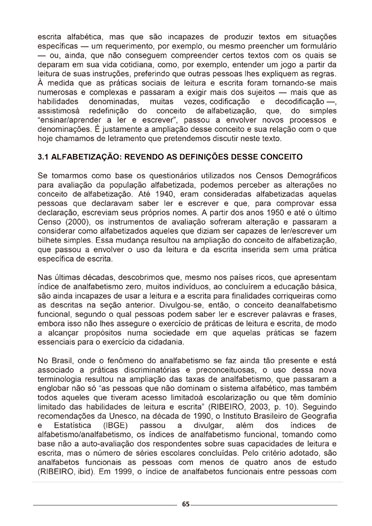 escrita alfabética, mas que são incapazes de produzir textos em situações
específicas — um requerimento, por exemplo, ou mesmo preencher um formulário
— ou, ainda, que não conseguem compreender certos textos com os quais se
deparam em sua vida cotidiana, como, por exemplo, entender um jogo a partir da
leitura de suas instruções, preferindo que outras pessoas lhes expliquem as regras.
À medida que as práticas sociais de leitura e escrita foram tornando-se mais
numerosas e complexas e passaram a exigir mais dos sujeitos — mais que as
habilidades denominadas, muitas vezes, codificação e decodificação —,
assistimosà redefinição do conceito de alfabetização, que, do simples
“ensinar/aprender a ler e escrever”, passou a envolver novos processos e
denominações. É justamente a ampliação desse conceito e sua relação com o que
hoje chamamos de letramento que pretendemos discutir neste texto.
3.1 ALFABETIZAÇÃO: REVENDO AS DEFINIÇÕES DESSE CONCEITO
Se tomarmos como base os questionários utilizados nos Censos Demográficos
para avaliação da população alfabetizada, podemos perceber as alterações no
conceito de alfabetização. Até 1940, eram consideradas alfabetizadas aquelas
pessoas que declaravam saber ler e escrever e que, para comprovar essa
declaração, escreviam seus próprios nomes. A partir dos anos 1950 e até o último
Censo (2000), os instrumentos de avaliação sofreram alteração e passaram a
considerar como alfabetizados aqueles que diziam ser capazes de ler/escrever um
bilhete simples. Essa mudança resultou na ampliação do conceito de alfabetização,
que passou a envolver o uso da leitura e da escrita inserida sem uma prática
específica de escrita.
Nas últimas décadas, descobrimos que, mesmo nos países ricos, que apresentam
índice de analfabetismo zero, muitos indivíduos, ao concluírem a educação básica,
são ainda incapazes de usar a leitura e a escrita para finalidades corriqueiras como
as descritas na seção anterior. Divulgou-se, então, o conceito deanalfabetismo
funcional, segundo o qual pessoas podem saber ler e escrever palavras e frases,
embora isso não lhes assegure o exercício de práticas de leitura e escrita, de modo
a alcançar propósitos numa sociedade em que aquelas práticas se fazem
essenciais para o exercício da cidadania.
No Brasil, onde o fenômeno do analfabetismo se faz ainda tão presente e está
associado a práticas discriminatórias e preconceituosas, o uso dessa nova
terminologia resultou na ampliação das taxas de analfabetismo, que passaram a
englobar não só “as pessoas que não dominam o sistema alfabético, mas também
todos aqueles que tiveram acesso limitadoà escolarização ou que têm domínio
limitado das habilidades de leitura e escrita” (RIBEIRO, 2003, p. 10). Seguindo
recomendações da Unesco, na década de 1990, o Instituto Brasileiro de Geografia
e Estatística (IBGE) passou a divulgar, além dos índices de
alfabetismo/analfabetismo, os índices de analfabetismo funcional, tomando como
base não a auto-avaliação dos respondentes sobre suas capacidades de leitura e
escrita, mas o número de séries escolares concluídas. Pelo critério adotado, são
analfabetos funcionais as pessoas com menos de quatro anos de estudo
(RIBEIRO, ibid). Em 1999, o índice de analfabetos funcionais entre pessoas com
65